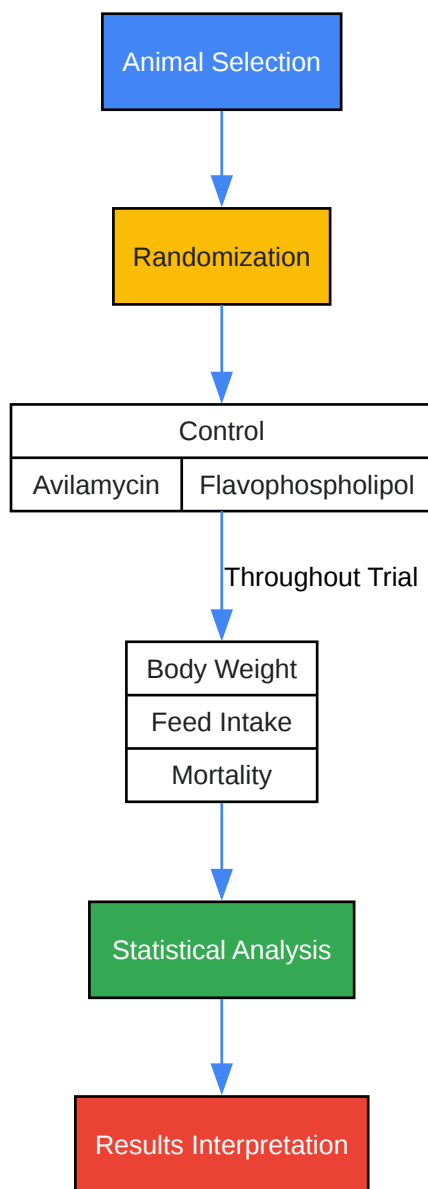 Animal Selection
Randomization
Control
Avilamycin Flavophospholipol
Throughout Trial
Body Weight
Feed Intake
Mortality
Statistical Analysis
Results Interpretation